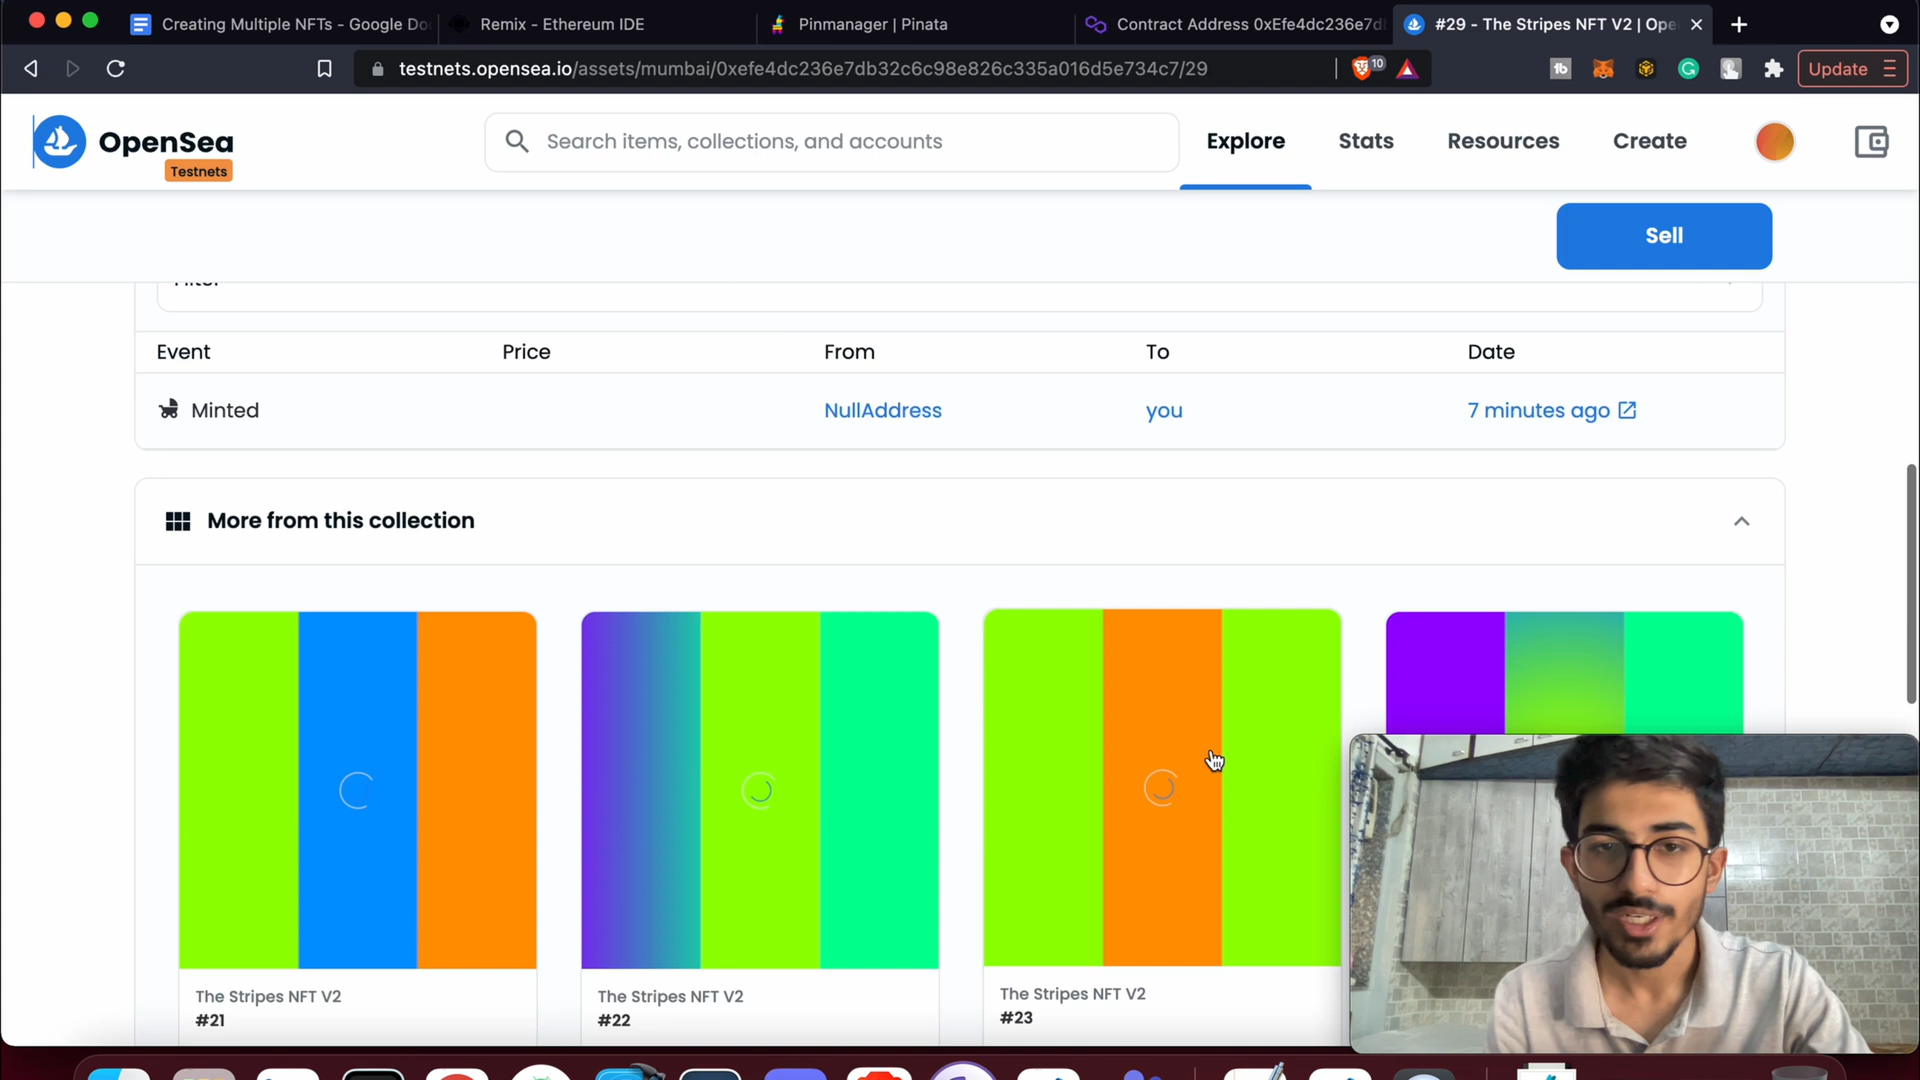 Creating Multiple NFTs - Google Do
Remix - Ethereum IDE
Pinmanager | Pinata
Contract Address 0xEfe4dc236e7d
#29 - The Stripes NFT V2 | Ope
testnets.opensea.io/assets/mumbai/0xefe4dc236e7db32c6c98e826c335a016d5e734c7/29
10
Update
OpenSea
Testnets
Search items, collections, and accounts
Explore
Stats
Resources
Create
Sell
Filter
Event
Price
From
To
Date
Minted
NullAddress
you
7 minutes ago
More from this collection
The Stripes NFT V2
#21
The Stripes NFT V2
#22
The Stripes NFT V2
#23